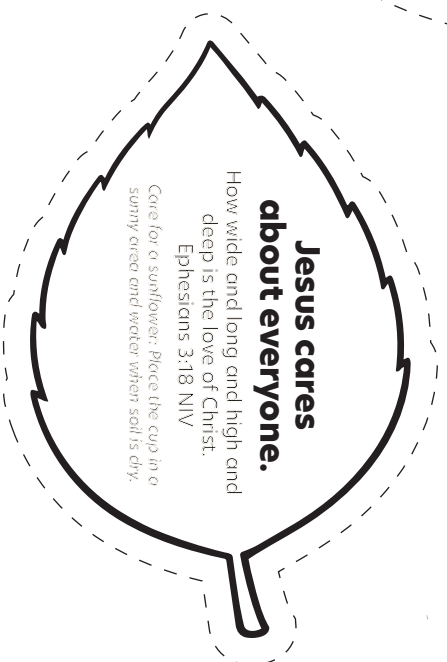 Jesus cares
about everyone.
How wide and long and high and
deep is the love of Christ.
Ephesians 3:18 NIV
Care for a sunflower: Place the cup in a
sunny area and water when soil is dry.